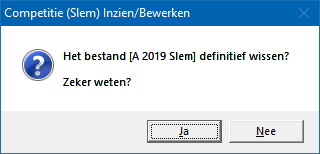 Competitie (Slem) Inzien/Bewerken
Het bestand [A 2019 Slem] definitief wissen?
Zeker weten?
Ja
Nee